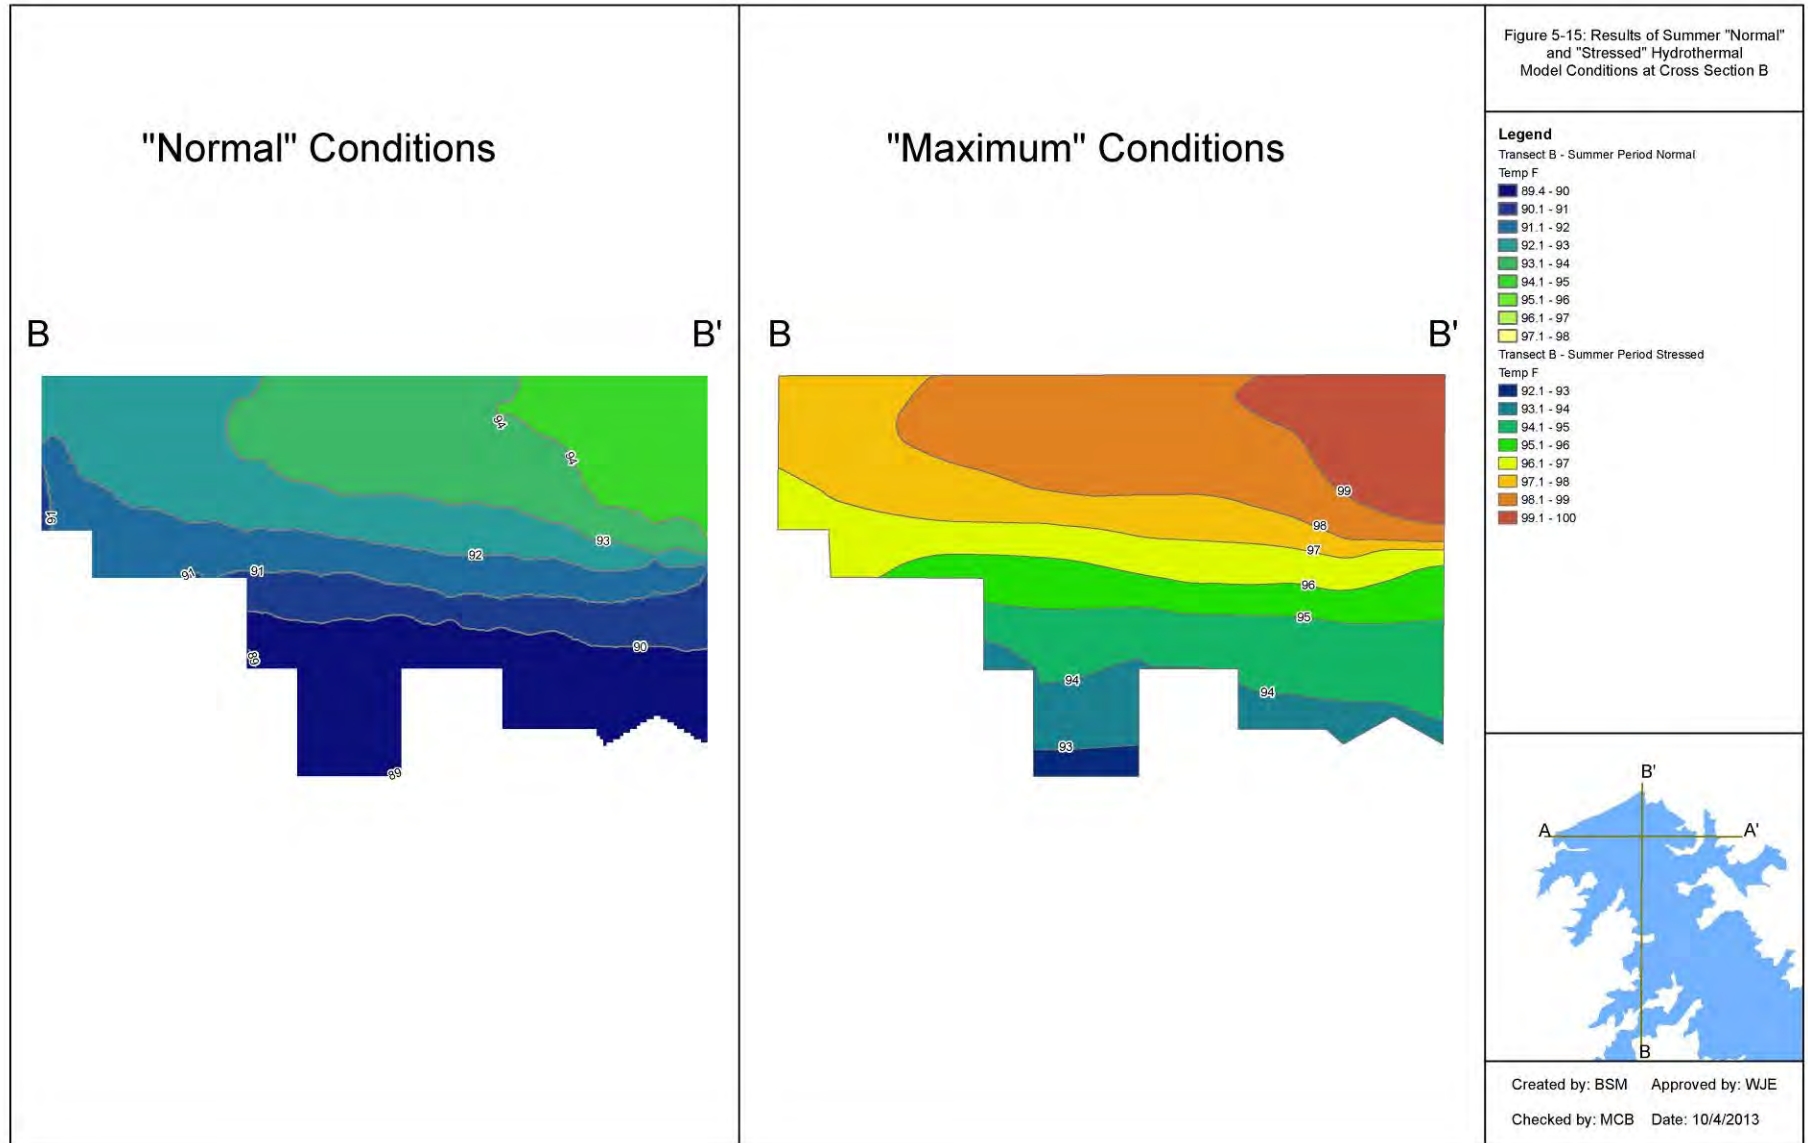 Figure 5-15: Results of Summer "Normal"
and "Stressed" Hydrothermal
Model Conditions at Cross Section B
"Normal" Conditions
"Maximum" Conditions
B
B'
B
B'
94
94
93
92
91
91
91
90
89
89
99
98
97
96
95
94
94
93
Legend
Transect B - Summer Period Normal
Temp F
89.4 - 90
90.1 - 91
91.1 - 92
92.1 - 93
93.1 - 94
94.1 - 95
95.1 - 96
96.1 - 97
97.1 - 98
Transect B - Summer Period Stressed
Temp F
92.1 - 93
93.1 - 94
94.1 - 95
95.1 - 96
96.1 - 97
97.1 - 98
98.1 - 99
99.1 - 100
B'
A
A'
B
Created by: BSM Approved by: WJE
Checked by: MCB Date: 10/4/2013